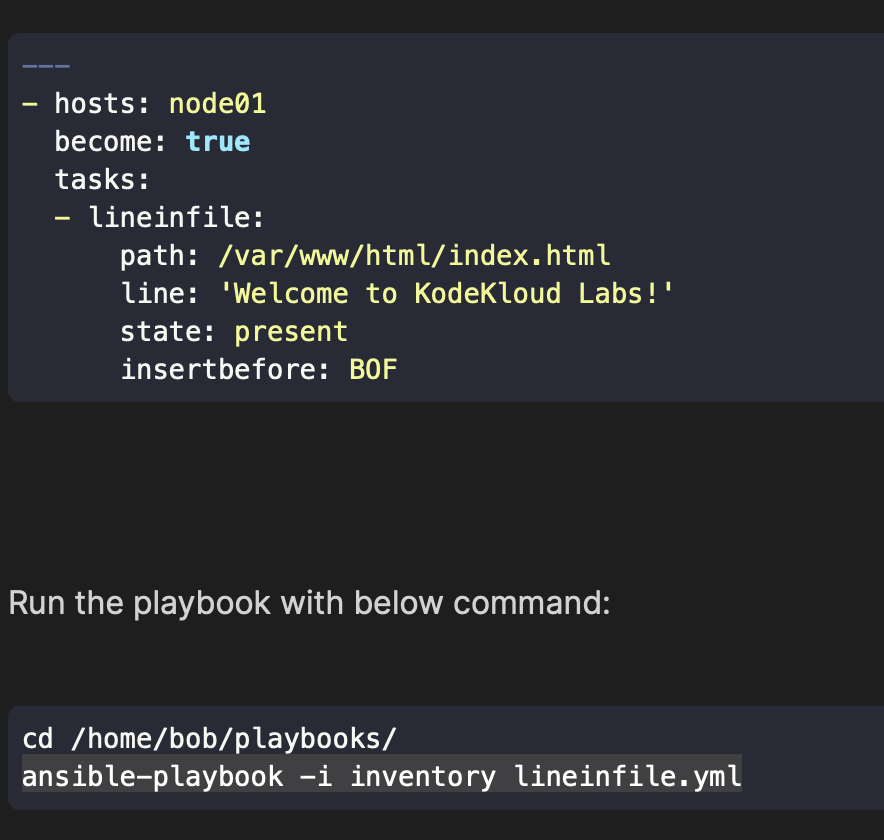 ---
- hosts: node01
  become: true
  tasks:
  - lineinfile:
      path: /var/www/html/index.html
      line: 'Welcome to KodeKloud Labs!'
      state: present
      insertbefore: BOF
Run the playbook with below command:
cd /home/bob/playbooks/
ansible-playbook -i inventory lineinfile.yml